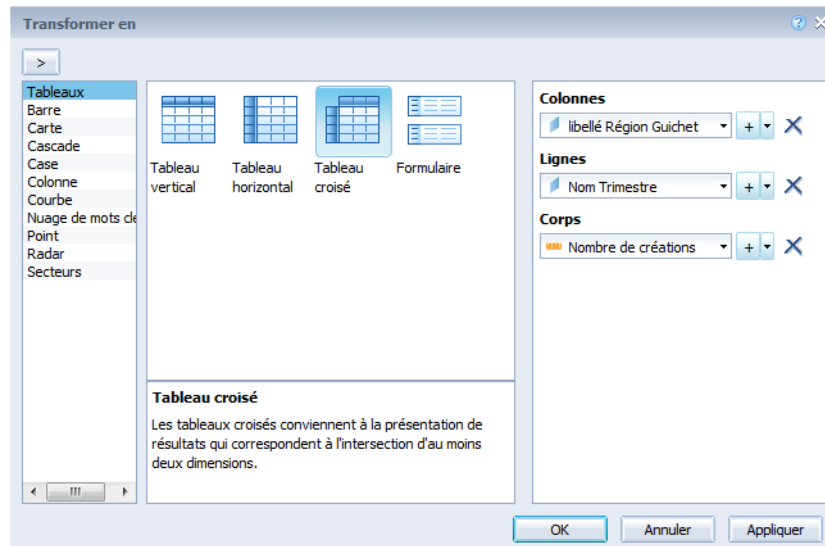 Transformer en
>
Tableaux
Barre
Carte
Cascade
Case
Colonne
Courbe
Nuage de mots cle
Point
Radar
Secteurs
Tableau
vertical
Tableau
horizontal
Tableau
croisé
Formulaire
Tableau croisé
Les tableaux croisés conviennent à la présentation de
résultats qui correspondent à l'intersection d'au moins
deux dimensions.
Colonnes
libellé Région Guichet
Lignes
Nom Trimestre
Corps
Nombre de créations
OK
Annuler
Appliquer